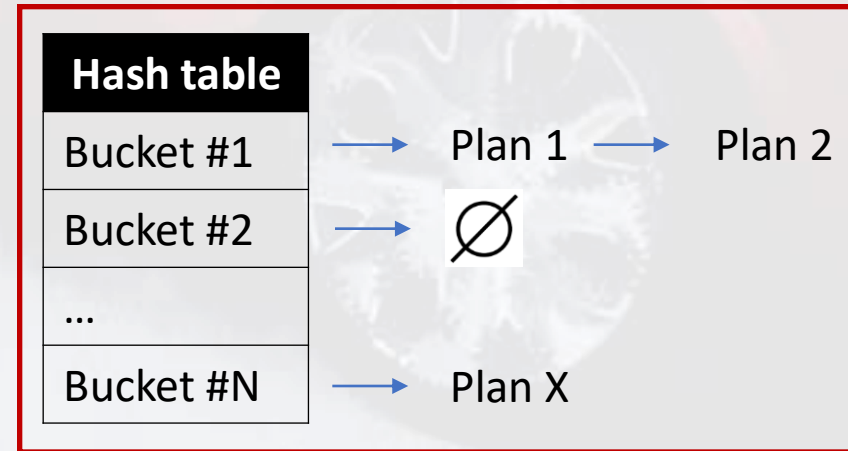 Hash table
Bucket #1 Plan 1 Plan 2
Bucket #2 ∅
...
Bucket #N Plan X